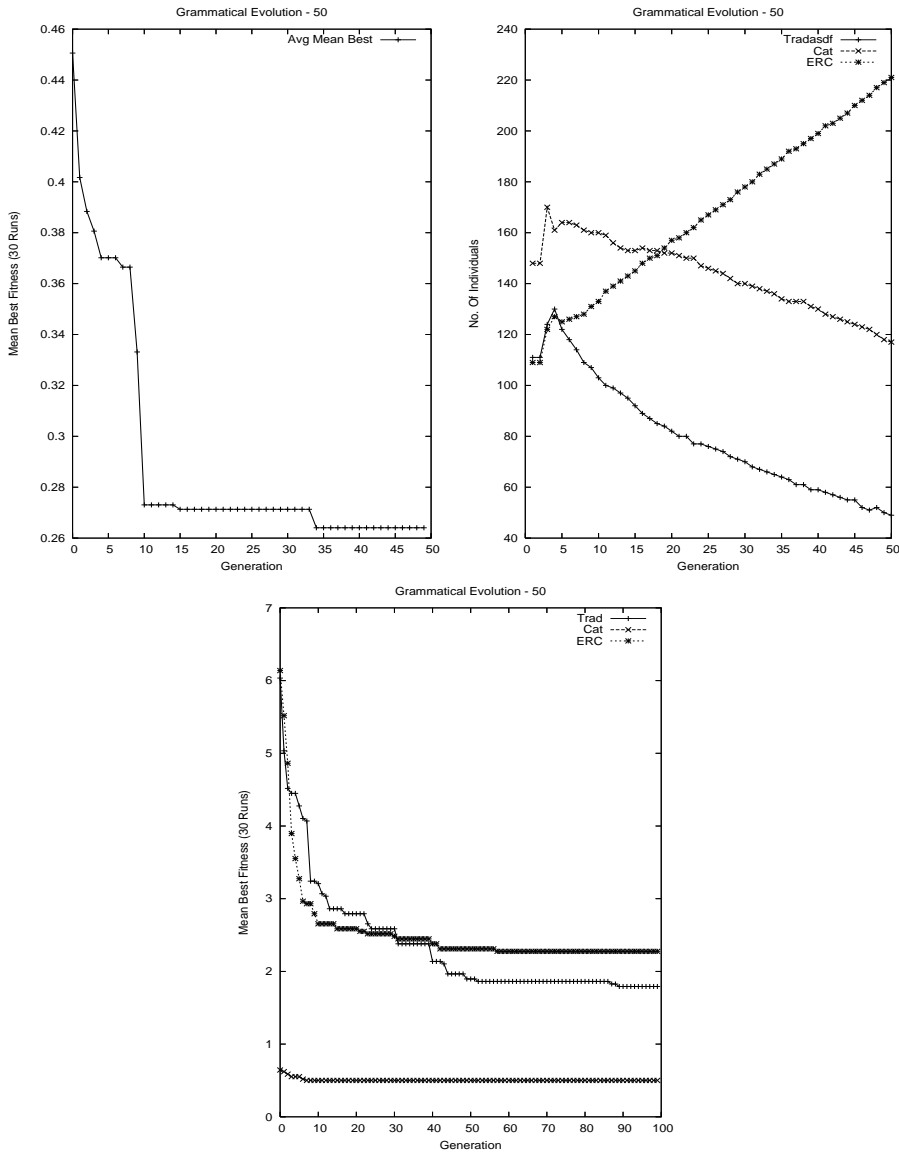 Grammatical Evolution - 50
Avg Mean Best
0.46
0.44
0.42
0.4
0.38
0.36
0.34
0.32
0.3
0.28
0.26
Mean Best Fitness (30 Runs)
0 5 10 15 20 25 30 35 40 45 50
Generation
Grammatical Evolution - 50
Tradasdf
Cat
ERC
240
220
200
180
160
140
120
100
80
60
40
No. Of Individuals
0 5 10 15 20 25 30 35 40 45 50
Generation
Grammatical Evolution - 50
Trad
Cat
ERC
7
6
5
4
3
2
1
0
Mean Best Fitness (30 Runs)
0 10 20 30 40 50 60 70 80 90 100
Generation